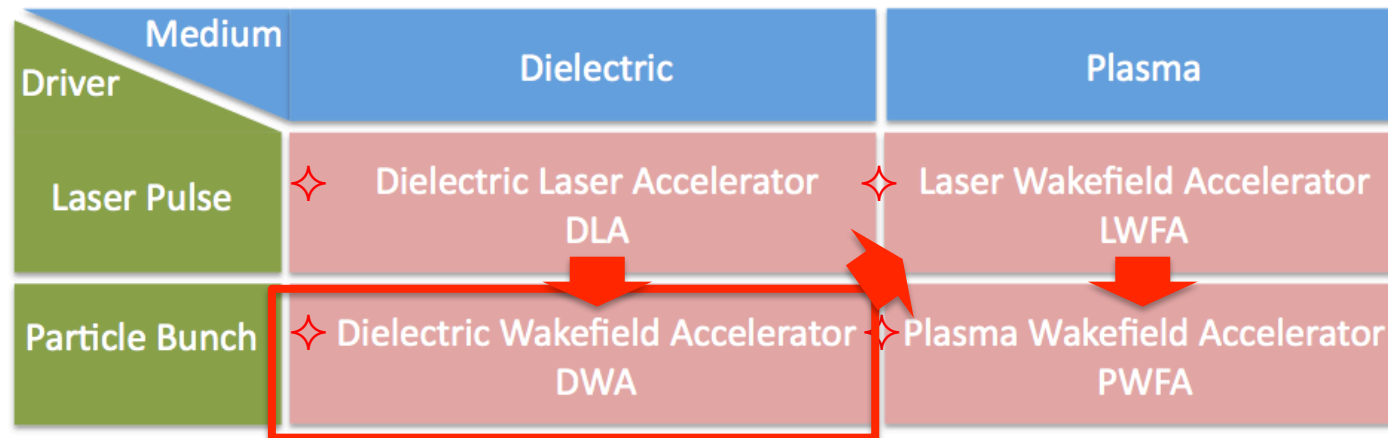 Medium
Driver
Dielectric
Plasma
Laser Pulse
Dielectric Laser Accelerator
DLA
Laser Wakefield Accelerator
LWFA
Particle Bunch
Dielectric Wakefield Accelerator
DWA
Plasma Wakefield Accelerator
PWFA